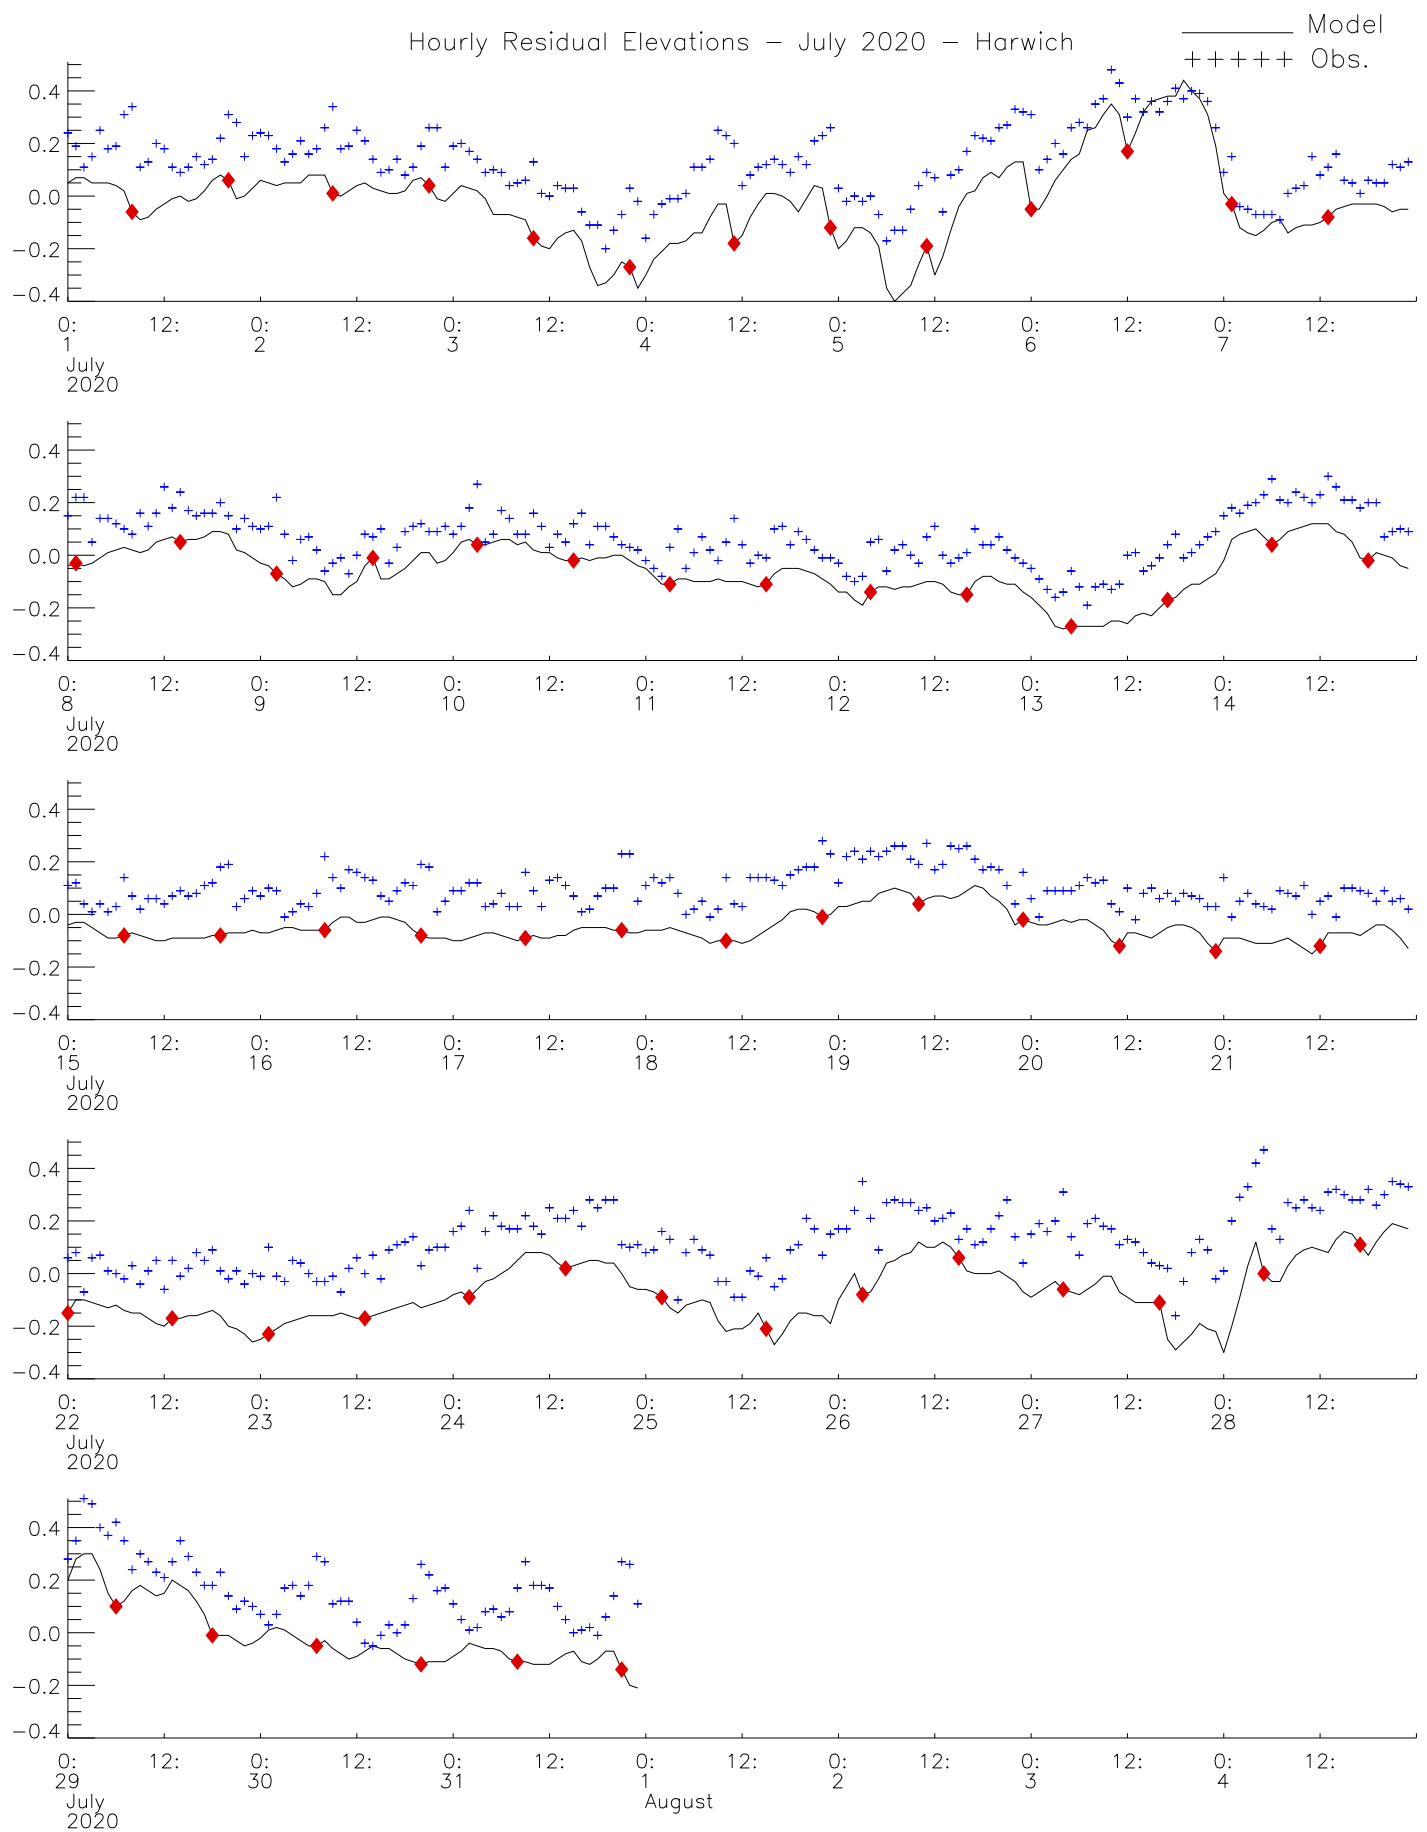 Hourly Residual Elevations – July 2020 – Harwich
Model
+++++ Obs.
0.4
0.2
0.0
−0.2
−0.4
0: 12: 0: 12: 0: 12: 0: 12: 0: 12: 0: 12: 0: 12:
1 2 3 4 5 6 7
July
2020
0.4
0.2
0.0
−0.2
−0.4
0: 12: 0: 12: 0: 12: 0: 12: 0: 12: 0: 12: 0: 12:
8 9 10 11 12 13 14
July
2020
0.4
0.2
0.0
−0.2
−0.4
0: 12: 0: 12: 0: 12: 0: 12: 0: 12: 0: 12: 0: 12:
15 16 17 18 19 20 21
July
2020
0.4
0.2
0.0
−0.2
−0.4
0: 12: 0: 12: 0: 12: 0: 12: 0: 12: 0: 12: 0: 12:
22 23 24 25 26 27 28
July
2020
0.4
0.2
0.0
−0.2
−0.4
0: 12: 0: 12: 0: 12: 0: 12: 0: 12: 0: 12: 0: 12:
29 30 31 1 2 3 4
July August
2020